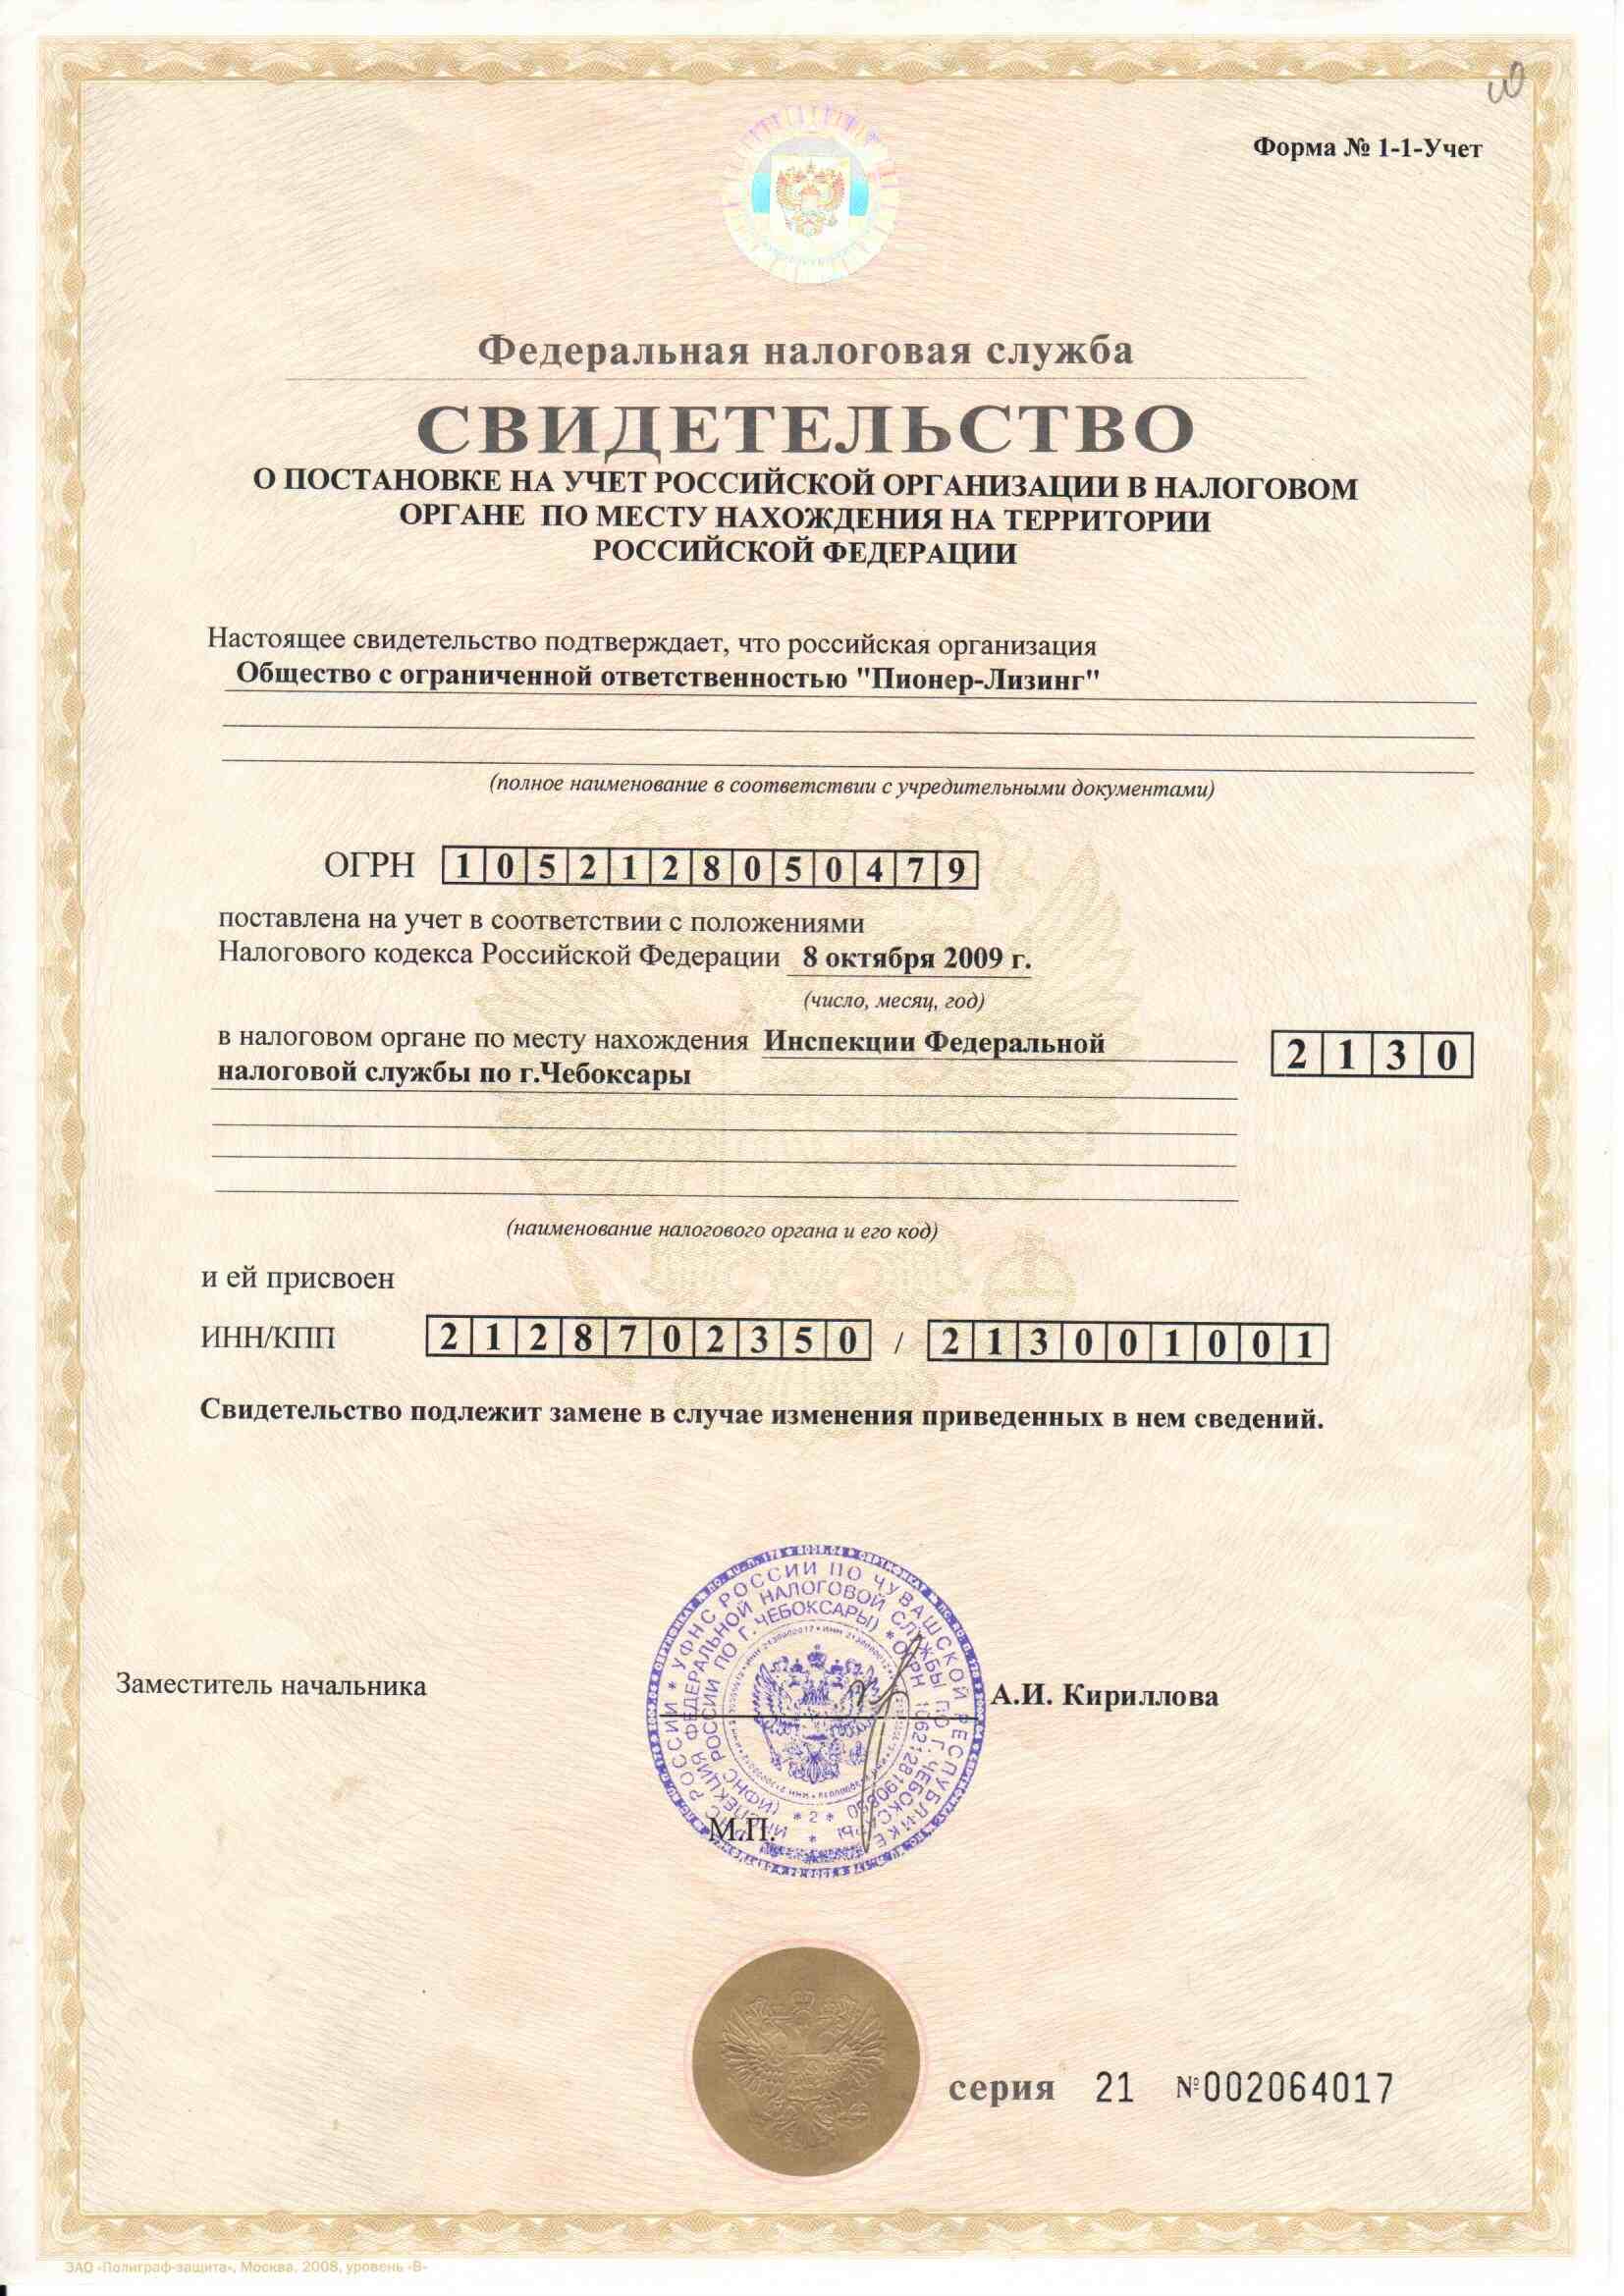 Форма № 1-1-Учет
Федеральная налоговая служба
СВИДЕТЕЛЬСТВО
О ПОСТАНОВКЕ НА УЧЕТ РОССИЙСКОЙ ОРГАНИЗАЦИИ В НАЛОГОВОМ
ОРГАНЕ ПО МЕСТУ НАХОЖДЕНИЯ НА ТЕРРИТОРИИ
РОССИЙСКОЙ ФЕДЕРАЦИИ
Настоящее свидетельство подтверждает, что российская организация
Общество с ограниченной ответственностью "Пионер-Лизинг"
(полное наименование в соответствии с учредительными документами)
ОГРН 1052128050479
поставлена на учет в соответствии с положениями
Налогового кодекса Российской Федерации 8 октября 2009 г.
(число, месяц, год)
в налоговом органе по месту нахождения Инспекции Федеральной
налоговой службы по г.Чебоксары 2130
(наименование налогового органа и его код)
и ей присвоен
ИНН/КПП 2128702350 / 213001001
Свидетельство подлежит замене в случае изменения приведенных в нем сведений.
УФНС РОССИИ ПО ЧУВАШСКОЙ РЕСПУБЛИКЕ
ИНСПЕКЦИЯ ФЕДЕРАЛЬНОЙ НАЛОГОВОЙ СЛУЖБЫ ПО Г. ЧЕБОКСАРЫ
(ИФНС РОССИИ ПО Г. ЧЕБОКСАРЫ)
Заместитель начальника А.И. Кириллова
М.П.
серия 21 №002064017
ЗАО «Полиграф-защита», Москва, 2008, уровень «В»